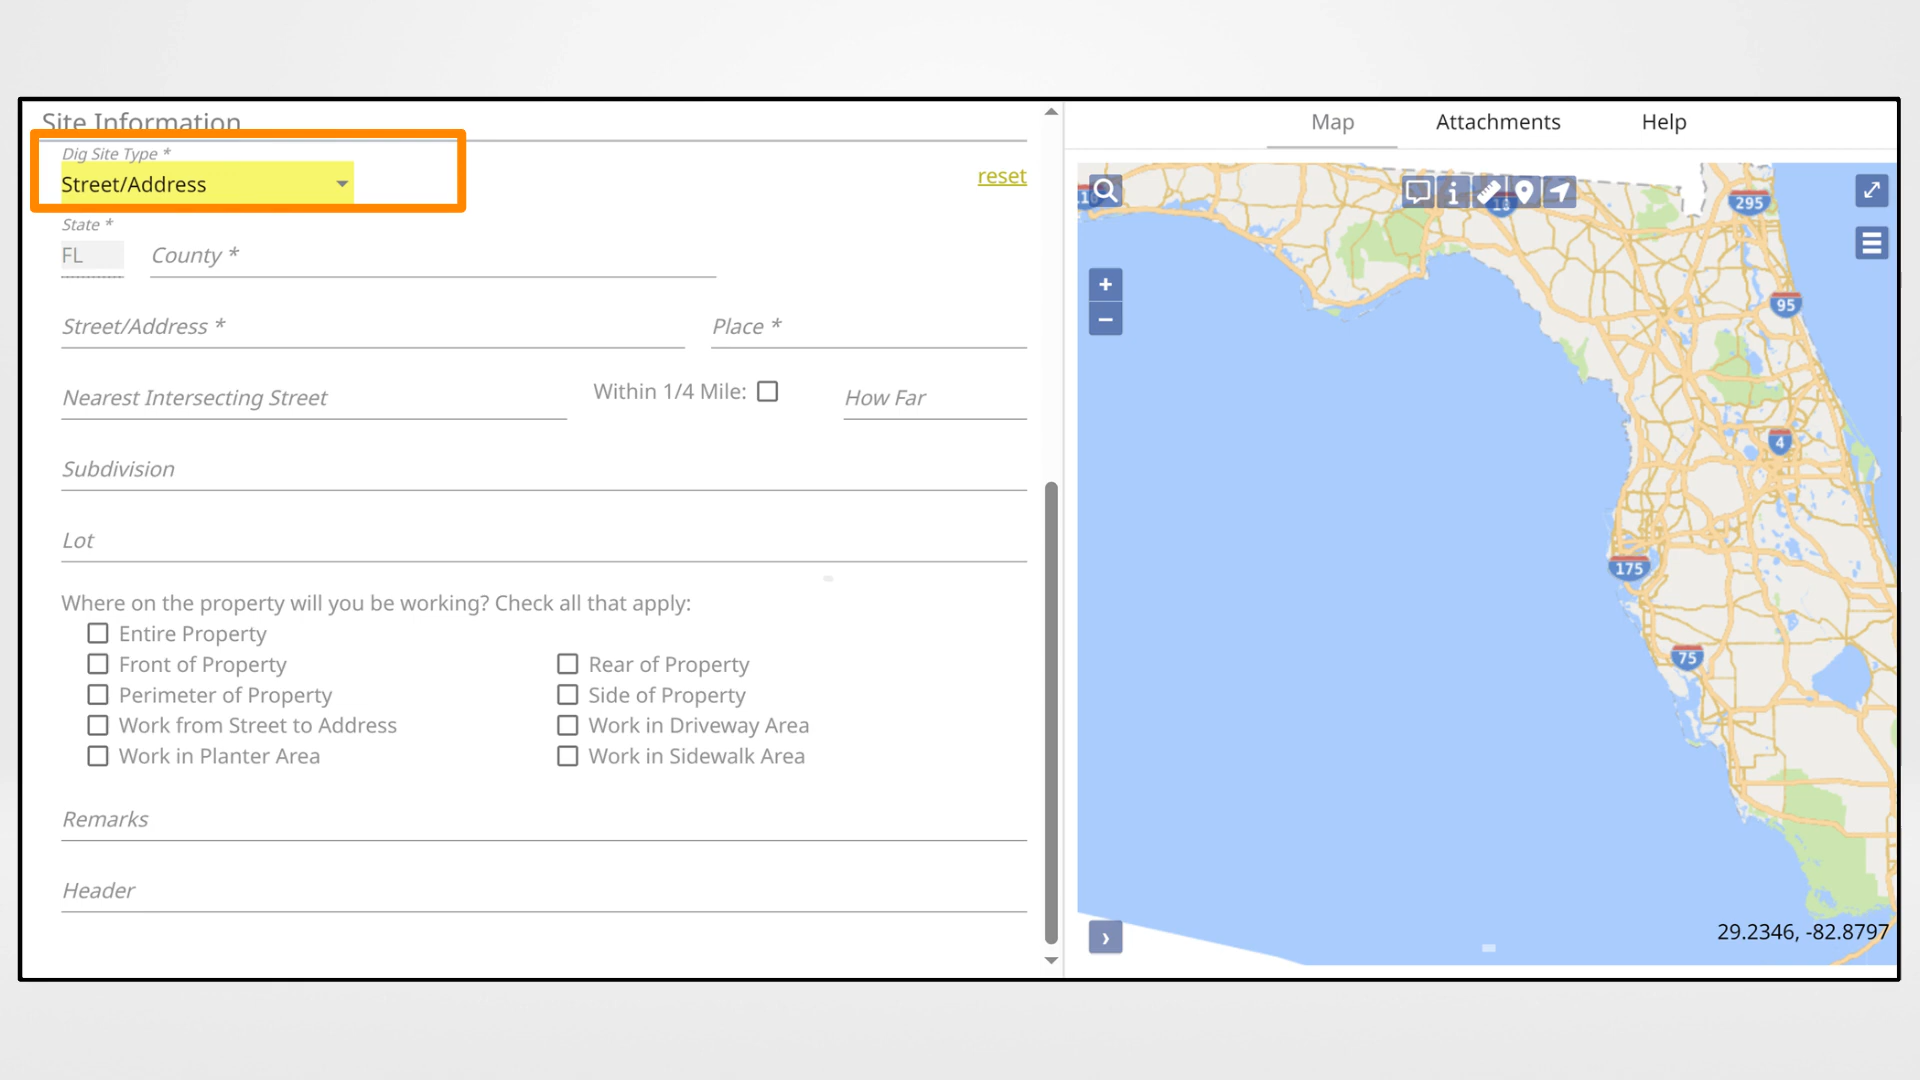 Site Information
Dig Site Type *
Street/Address
reset
State *
FL
County *
Street/Address *
Place *
Nearest Intersecting Street
Within 1/4 Mile:
How Far
Subdivision
Lot
Where on the property will you be working? Check all that apply:
Entire Property
Front of Property
Rear of Property
Perimeter of Property
Side of Property
Work from Street to Address
Work in Driveway Area
Work in Planter Area
Work in Sidewalk Area
Remarks
Header
Map
Attachments
Help
10
295
95
4
175
75
29.2346, -82.8797